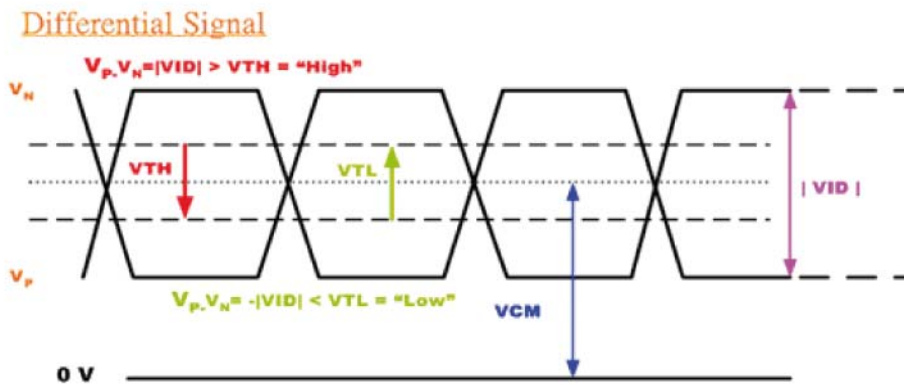 Differential Signal
VP-VN=|VID| > VTH = “High”
VN
VTH
VTL
| VID |
VP
VP-VN= -|VID| < VTL = “Low”
VCM
0 V